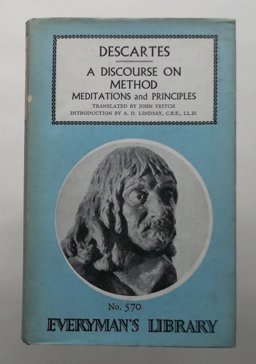 DESCARTES
A DISCOURSE ON
METHOD
MEDITATIONS and PRINCIPLES
TRANSLATED BY JOHN VEITCH
INTRODUCTION BY A. D. LINDSAY, C.B.E., LL.D.
No. 570
EVERYMAN'S LIBRARY